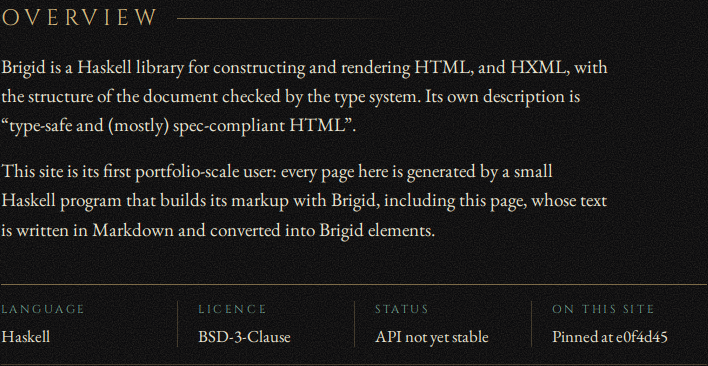 OVERVIEW
Brigid is a Haskell library for constructing and rendering HTML, and HXML, with
the structure of the document checked by the type system. Its own description is
“type-safe and (mostly) spec-compliant HTML”.
This site is its first portfolio-scale user: every page here is generated by a small
Haskell program that builds its markup with Brigid, including this page, whose text
is written in Markdown and converted into Brigid elements.
LANGUAGE
Haskell
LICENCE
BSD-3-Clause
STATUS
API not yet stable
ON THIS SITE
Pinned at e0f4d45